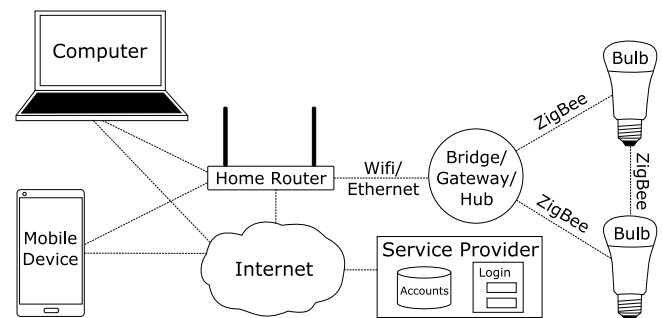 Computer
Bulb
ZigBee
Wifi/
Ethernet
Bridge/
Gateway/
Hub
Home Router
ZigBee
ZigBee
Mobile
Device
Internet
Service Provider
Accounts
Login
Bulb